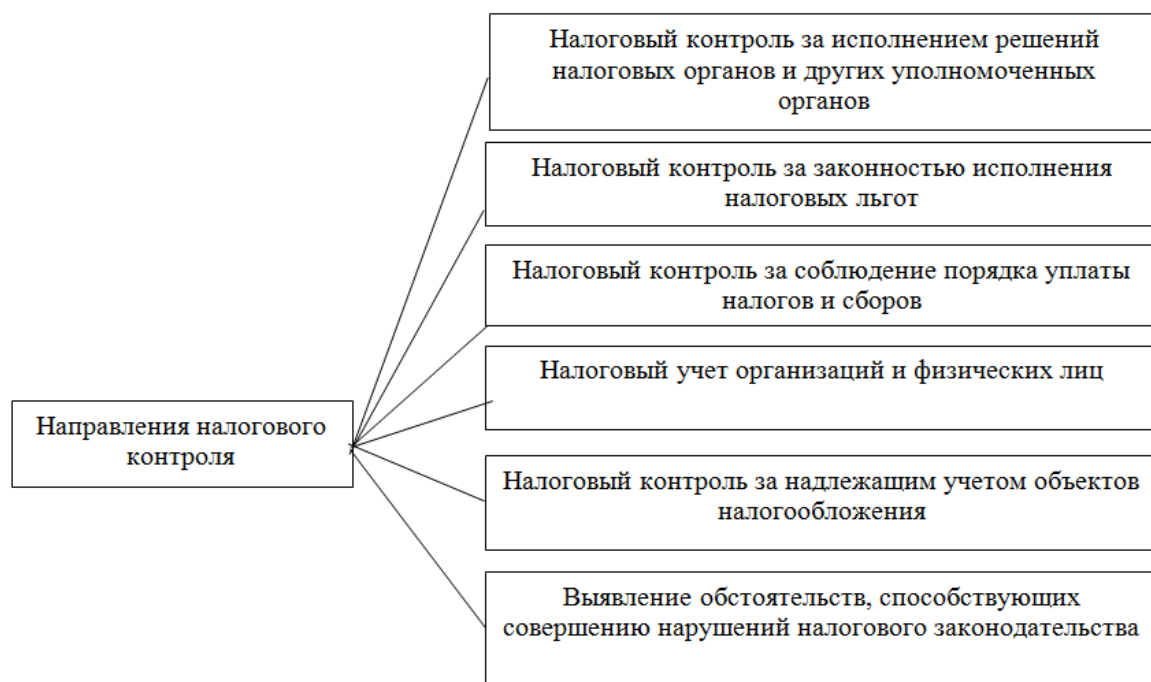 Налоговый контроль за исполнением решений
налоговых органов и других уполномоченных
органов
Налоговый контроль за законностью исполнения
налоговых льгот
Налоговый контроль за соблюдение порядка уплаты
налогов и сборов
Налоговый учет организаций и физических лиц
Направления налогового
контроля
Налоговый контроль за надлежащим учетом объектов
налогообложения
Выявление обстоятельств, способствующих
совершению нарушений налогового законодательства